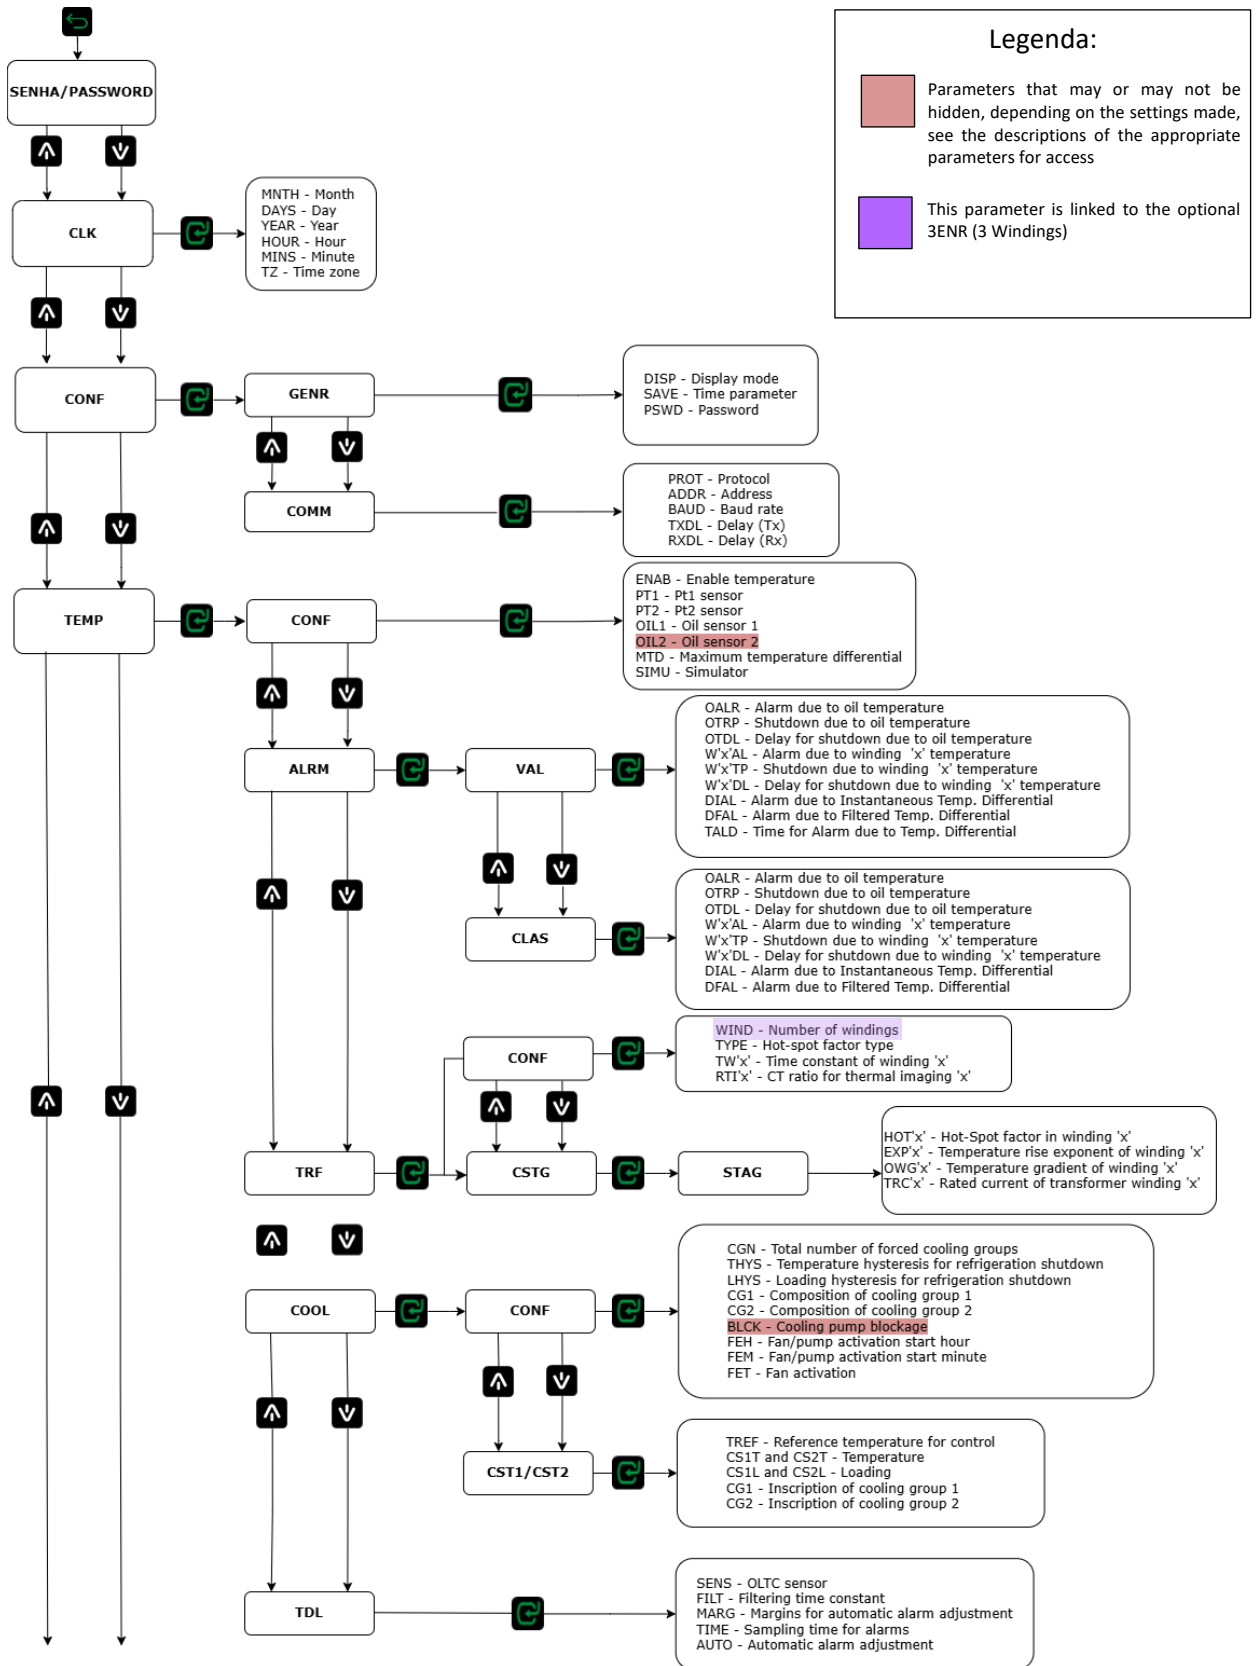 Legenda:
Parameters that may or may not be
hidden, depending on the settings made,
see the descriptions of the appropriate
parameters for access
This parameter is linked to the optional
3ENR (3 Windings)
SENHA/PASSWORD
CLK
MNTH - Month
DAYS - Day
YEAR - Year
HOUR - Hour
MINS - Minute
TZ - Time zone
CONF
GENR
DISP - Display mode
SAVE - Time parameter
PSWD - Password
COMM
PROT - Protocol
ADDR - Address
BAUD - Baud rate
TXDL - Delay (Tx)
RXDL - Delay (Rx)
TEMP
CONF
ENAB - Enable temperature
PT1 - Pt1 sensor
PT2 - Pt2 sensor
OIL1 - Oil sensor 1
OIL2 - Oil sensor 2
MTD - Maximum temperature differential
SIMU - Simulator
ALRM
VAL
OALR - Alarm due to oil temperature
OTRP - Shutdown due to oil temperature
OTDL - Delay for shutdown due to oil temperature
W'x'AL - Alarm due to winding 'x' temperature
W'x'TP - Shutdown due to winding 'x' temperature
W'x'DL - Delay for shutdown due to winding 'x' temperature
DIAL - Alarm due to Instantaneous Temp. Differential
DFAL - Alarm due to Filtered Temp. Differential
TALD - Time for Alarm due to Temp. Differential
CLAS
OALR - Alarm due to oil temperature
OTRP - Shutdown due to oil temperature
OTDL - Delay for shutdown due to oil temperature
W'x'AL - Alarm due to winding 'x' temperature
W'x'TP - Shutdown due to winding 'x' temperature
W'x'DL - Delay for shutdown due to winding 'x' temperature
DIAL - Alarm due to Instantaneous Temp. Differential
DFAL - Alarm due to Filtered Temp. Differential
TRF
CONF
WIND - Number of windings
TYPE - Hot-spot factor type
TW'x' - Time constant of winding 'x'
RTI'x' - CT ratio for thermal imaging 'x'
CSTG
STAG
HOT'x' - Hot-Spot factor in winding 'x'
EXP'x' - Temperature rise exponent of winding 'x'
OWG'x' - Temperature gradient of winding 'x'
TRC'x' - Rated current of transformer winding 'x'
COOL
CONF
CGN - Total number of forced cooling groups
THYS - Temperature hysteresis for refrigeration shutdown
LHYS - Loading hysteresis for refrigeration shutdown
CG1 - Composition of cooling group 1
CG2 - Composition of cooling group 2
BLCK - Cooling pump blockage
FEH - Fan/pump activation start hour
FEM - Fan/pump activation start minute
FET - Fan activation
CST1/CST2
TREF - Reference temperature for control
CS1T and CS2T - Temperature
CS1L and CS2L - Loading
CG1 - Inscription of cooling group 1
CG2 - Inscription of cooling group 2
TDL
SENS - OLTC sensor
FILT - Filtering time constant
MARG - Margins for automatic alarm adjustment
TIME - Sampling time for alarms
AUTO - Automatic alarm adjustment